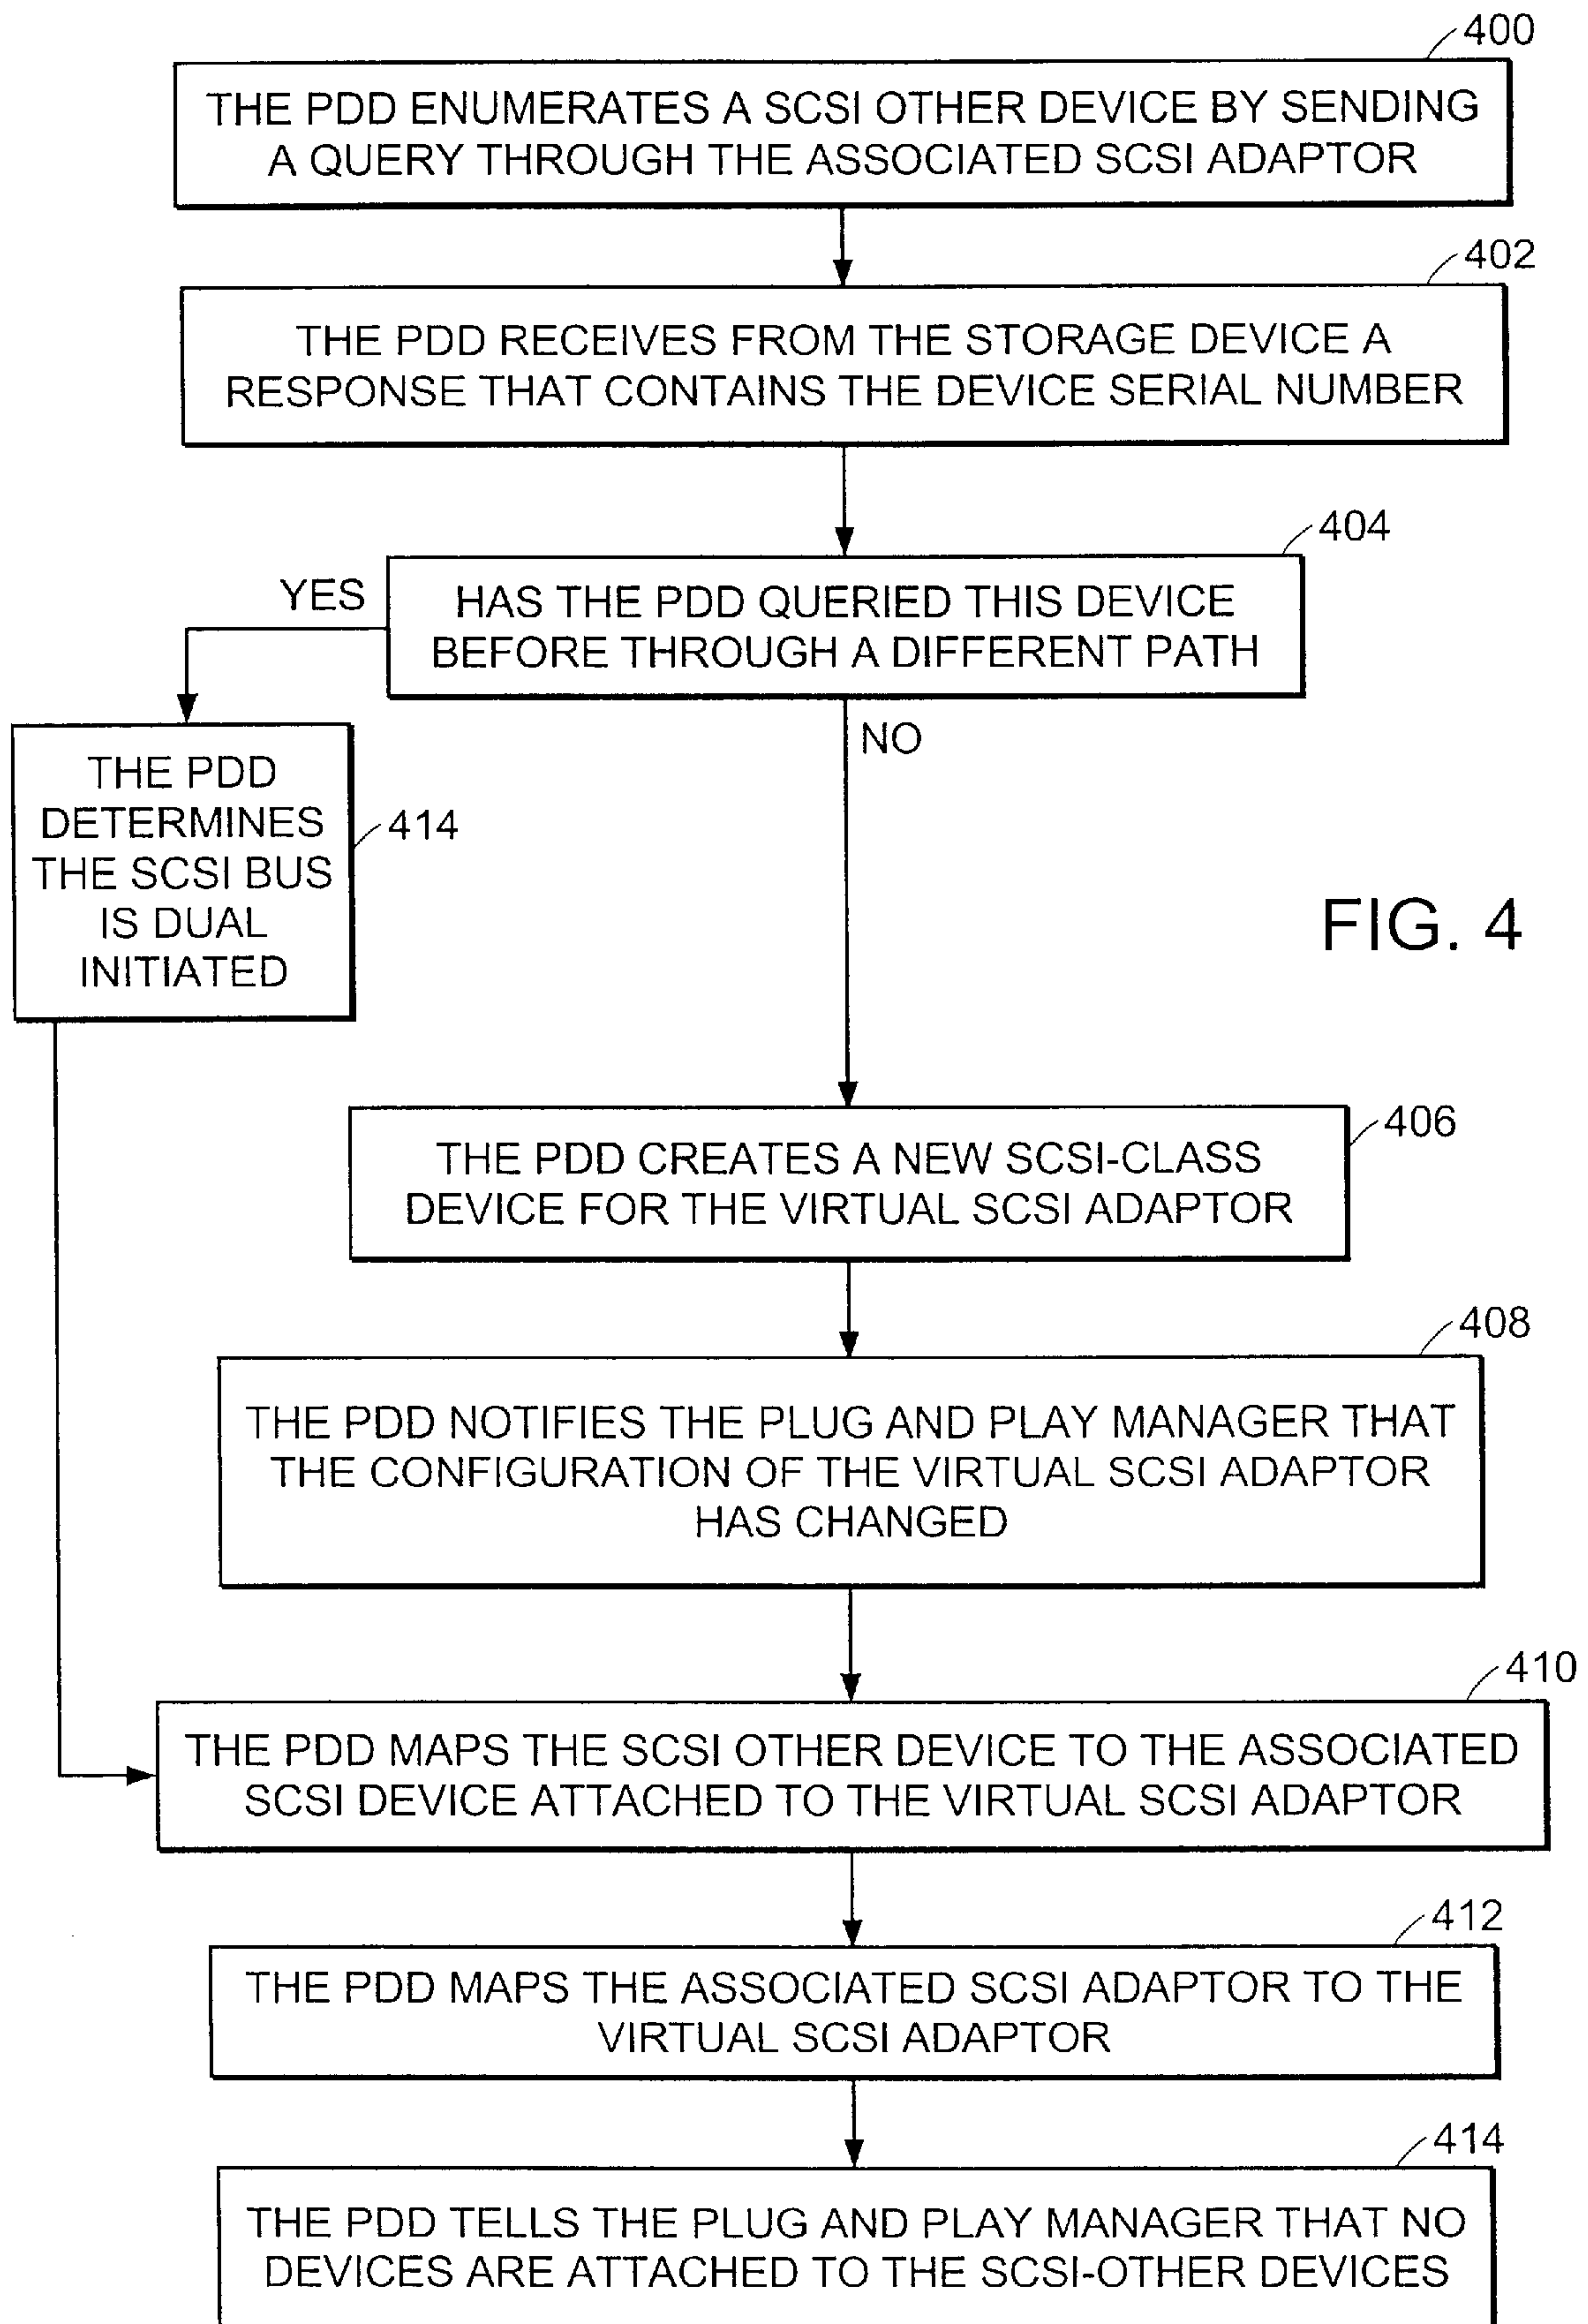 400
THE PDD ENUMERATES A SCSI OTHER DEVICE BY SENDING
A QUERY THROUGH THE ASSOCIATED SCSI ADAPTOR
402
THE PDD RECEIVES FROM THE STORAGE DEVICE A
RESPONSE THAT CONTAINS THE DEVICE SERIAL NUMBER
404
YES
HAS THE PDD QUERIED THIS DEVICE
BEFORE THROUGH A DIFFERENT PATH
NO
THE PDD
DETERMINES
THE SCSI BUS
IS DUAL
INITIATED
414
FIG. 4
406
THE PDD CREATES A NEW SCSI-CLASS
DEVICE FOR THE VIRTUAL SCSI ADAPTOR
408
THE PDD NOTIFIES THE PLUG AND PLAY MANAGER THAT
THE CONFIGURATION OF THE VIRTUAL SCSI ADAPTOR
HAS CHANGED
410
THE PDD MAPS THE SCSI OTHER DEVICE TO THE ASSOCIATED
SCSI DEVICE ATTACHED TO THE VIRTUAL SCSI ADAPTOR
412
THE PDD MAPS THE ASSOCIATED SCSI ADAPTOR TO THE
VIRTUAL SCSI ADAPTOR
414
THE PDD TELLS THE PLUG AND PLAY MANAGER THAT NO
DEVICES ARE ATTACHED TO THE SCSI-OTHER DEVICES